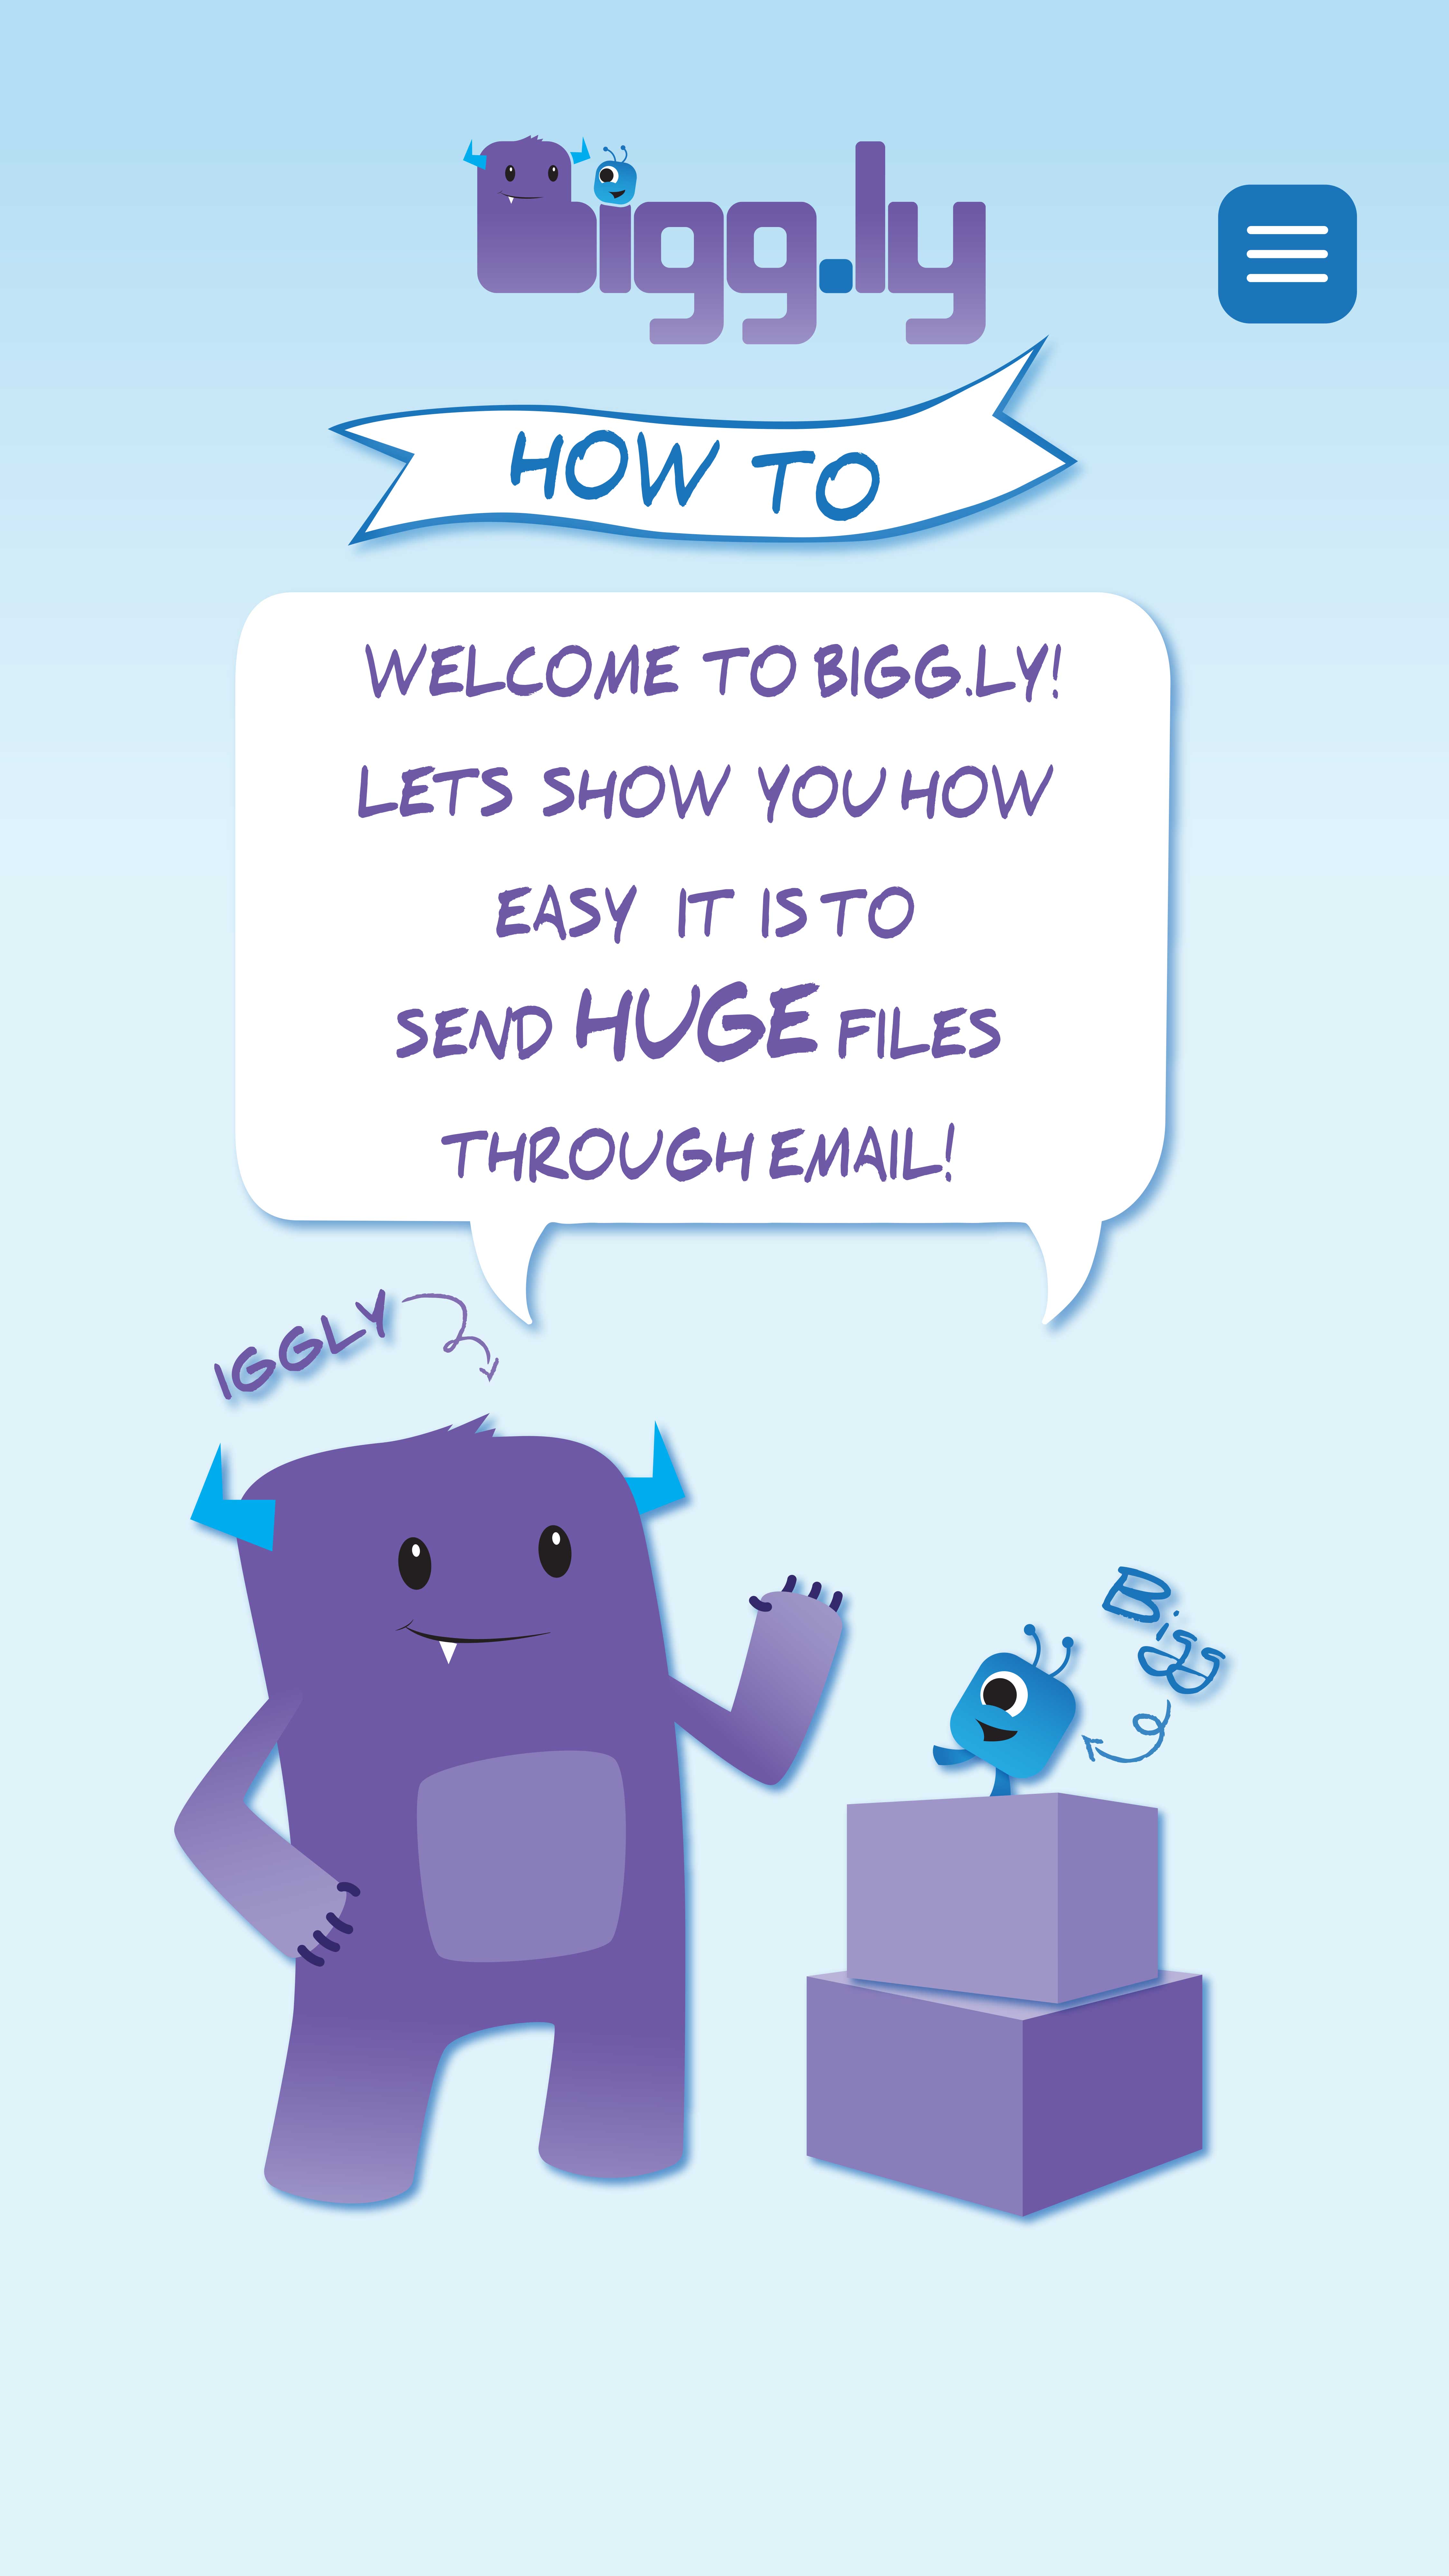 bigg.ly
HOW TO
WELCOME TO BIGG.LY!
LETS SHOW YOU HOW
EASY IT IS TO
SEND HUGE FILES
THROUGH EMAIL!
IGGLY
Bigg